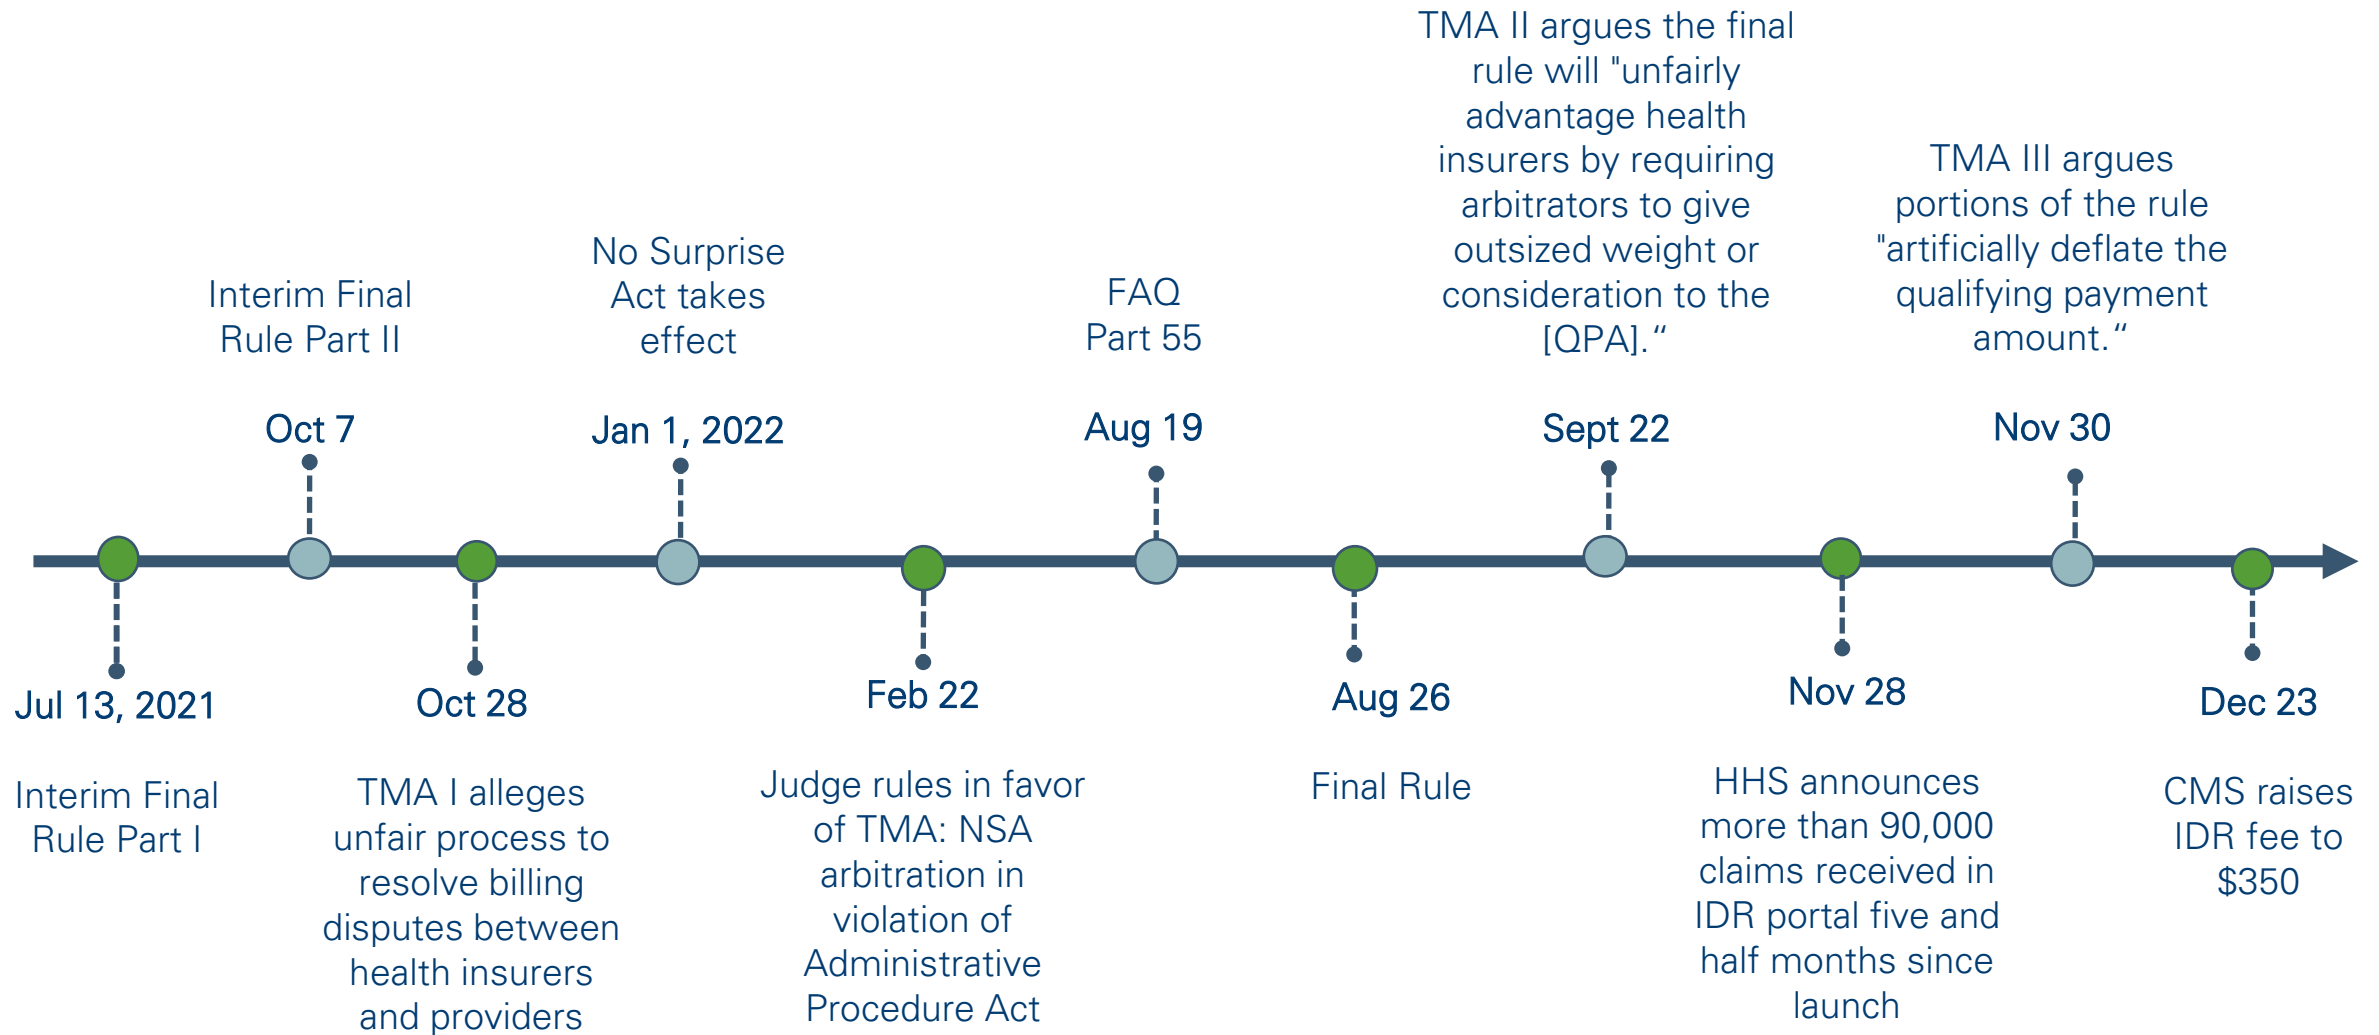 Jul 13, 2021
Interim Final
Rule Part I
Interim Final
Rule Part II
Oct 7
Oct 28
TMA I alleges
unfair process to
resolve billing
disputes between
health insurers
and providers
No Surprise
Act takes
effect
Jan 1, 2022
Feb 22
Judge rules in favor
of TMA: NSA
arbitration in
violation of
Administrative
Procedure Act
FAQ
Part 55
Aug 19
Aug 26
Final Rule
TMA II argues the final
rule will "unfairly
advantage health
insurers by requiring
arbitrators to give
outsized weight or
consideration to the
[QPA].“
Sept 22
Nov 28
HHS announces
more than 90,000
claims received in
IDR portal five and
half months since
launch
TMA III argues
portions of the rule
"artificially deflate the
qualifying payment
amount.“
Nov 30
Dec 23
CMS raises
IDR fee to
$350